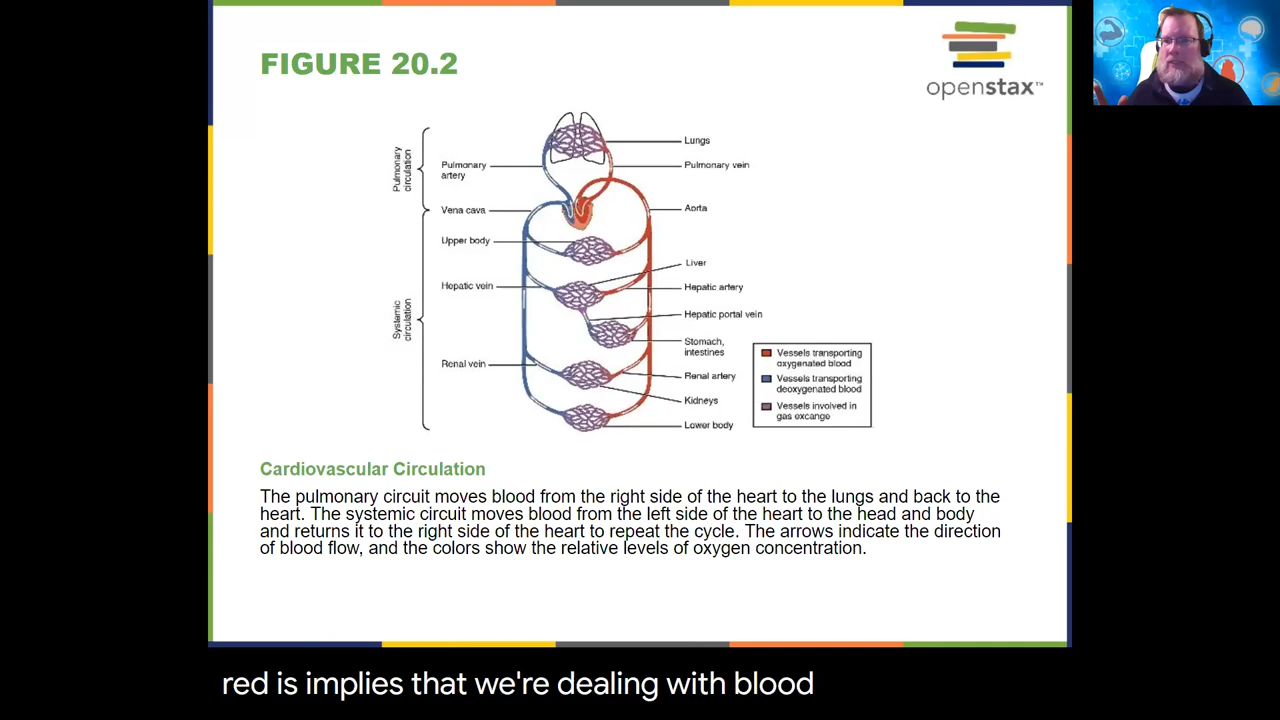 FIGURE 20.2
openstax™
Pulmonary
circulation
Lungs
Pulmonary
artery
Pulmonary vein
Vena cava
Aorta
Upper body
Systemic
circulation
Liver
Hepatic vein
Hepatic artery
Hepatic portal vein
Stomach,
intestines
Renal vein
Renal artery
Kidneys
Lower body
Vessels transporting
oxygenated blood
Vessels transporting
deoxygenated blood
Vessels involved in
gas excange
Cardiovascular Circulation
The pulmonary circuit moves blood from the right side of the heart to the lungs and back to the
heart. The systemic circuit moves blood from the left side of the heart to the head and body
and returns it to the right side of the heart to repeat the cycle. The arrows indicate the direction
of blood flow, and the colors show the relative levels of oxygen concentration.
red is implies that we're dealing with blood